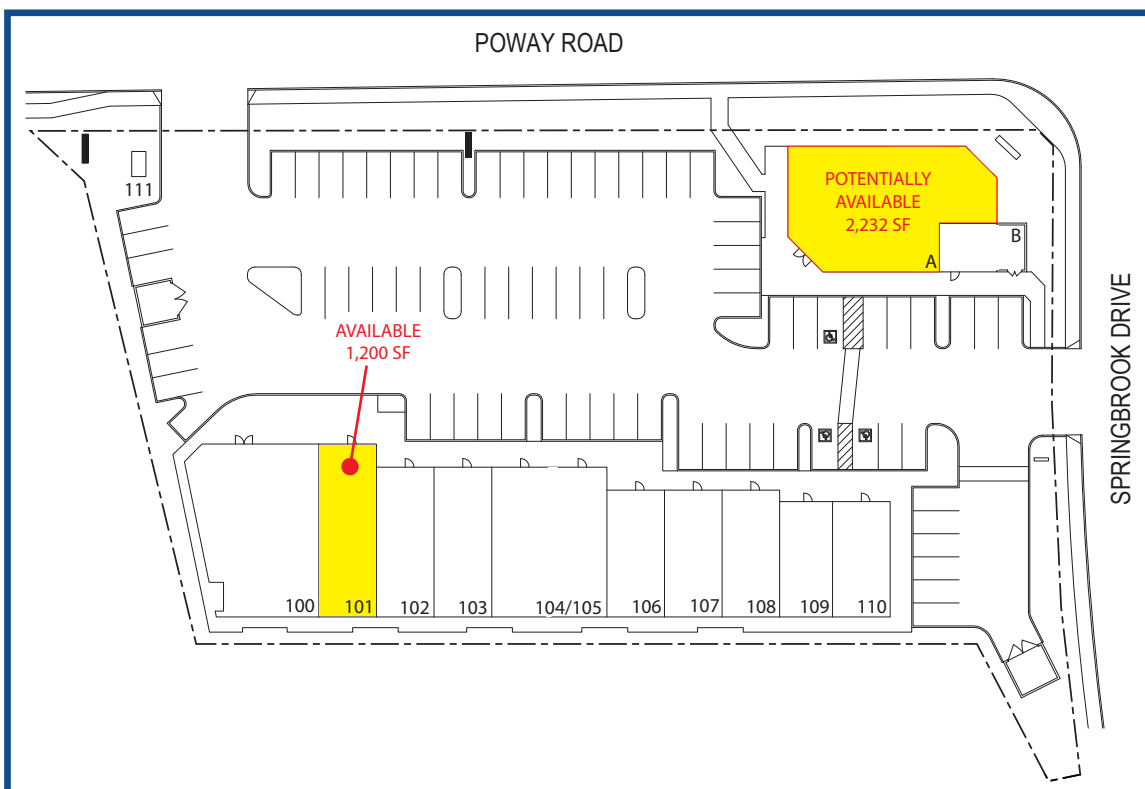 POWAY ROAD
111
POTENTIALLY
AVAILABLE
2,232 SF
B
A
SPRINGBROOK DRIVE
AVAILABLE
1,200 SF
100
101
102
103
104/105
106
107
108
109
110